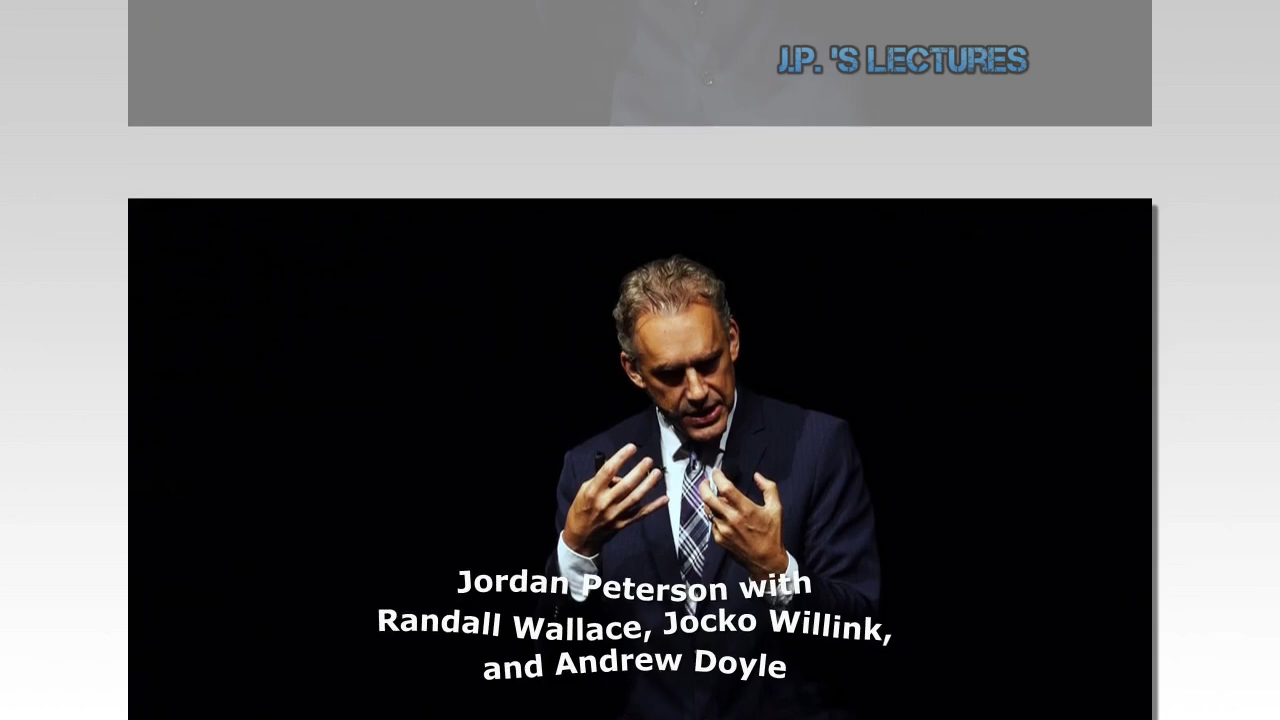 J.P. 'S LECTURES
Jordan Peterson with
Randall Wallace, Jocko Willink,
and Andrew Doyle